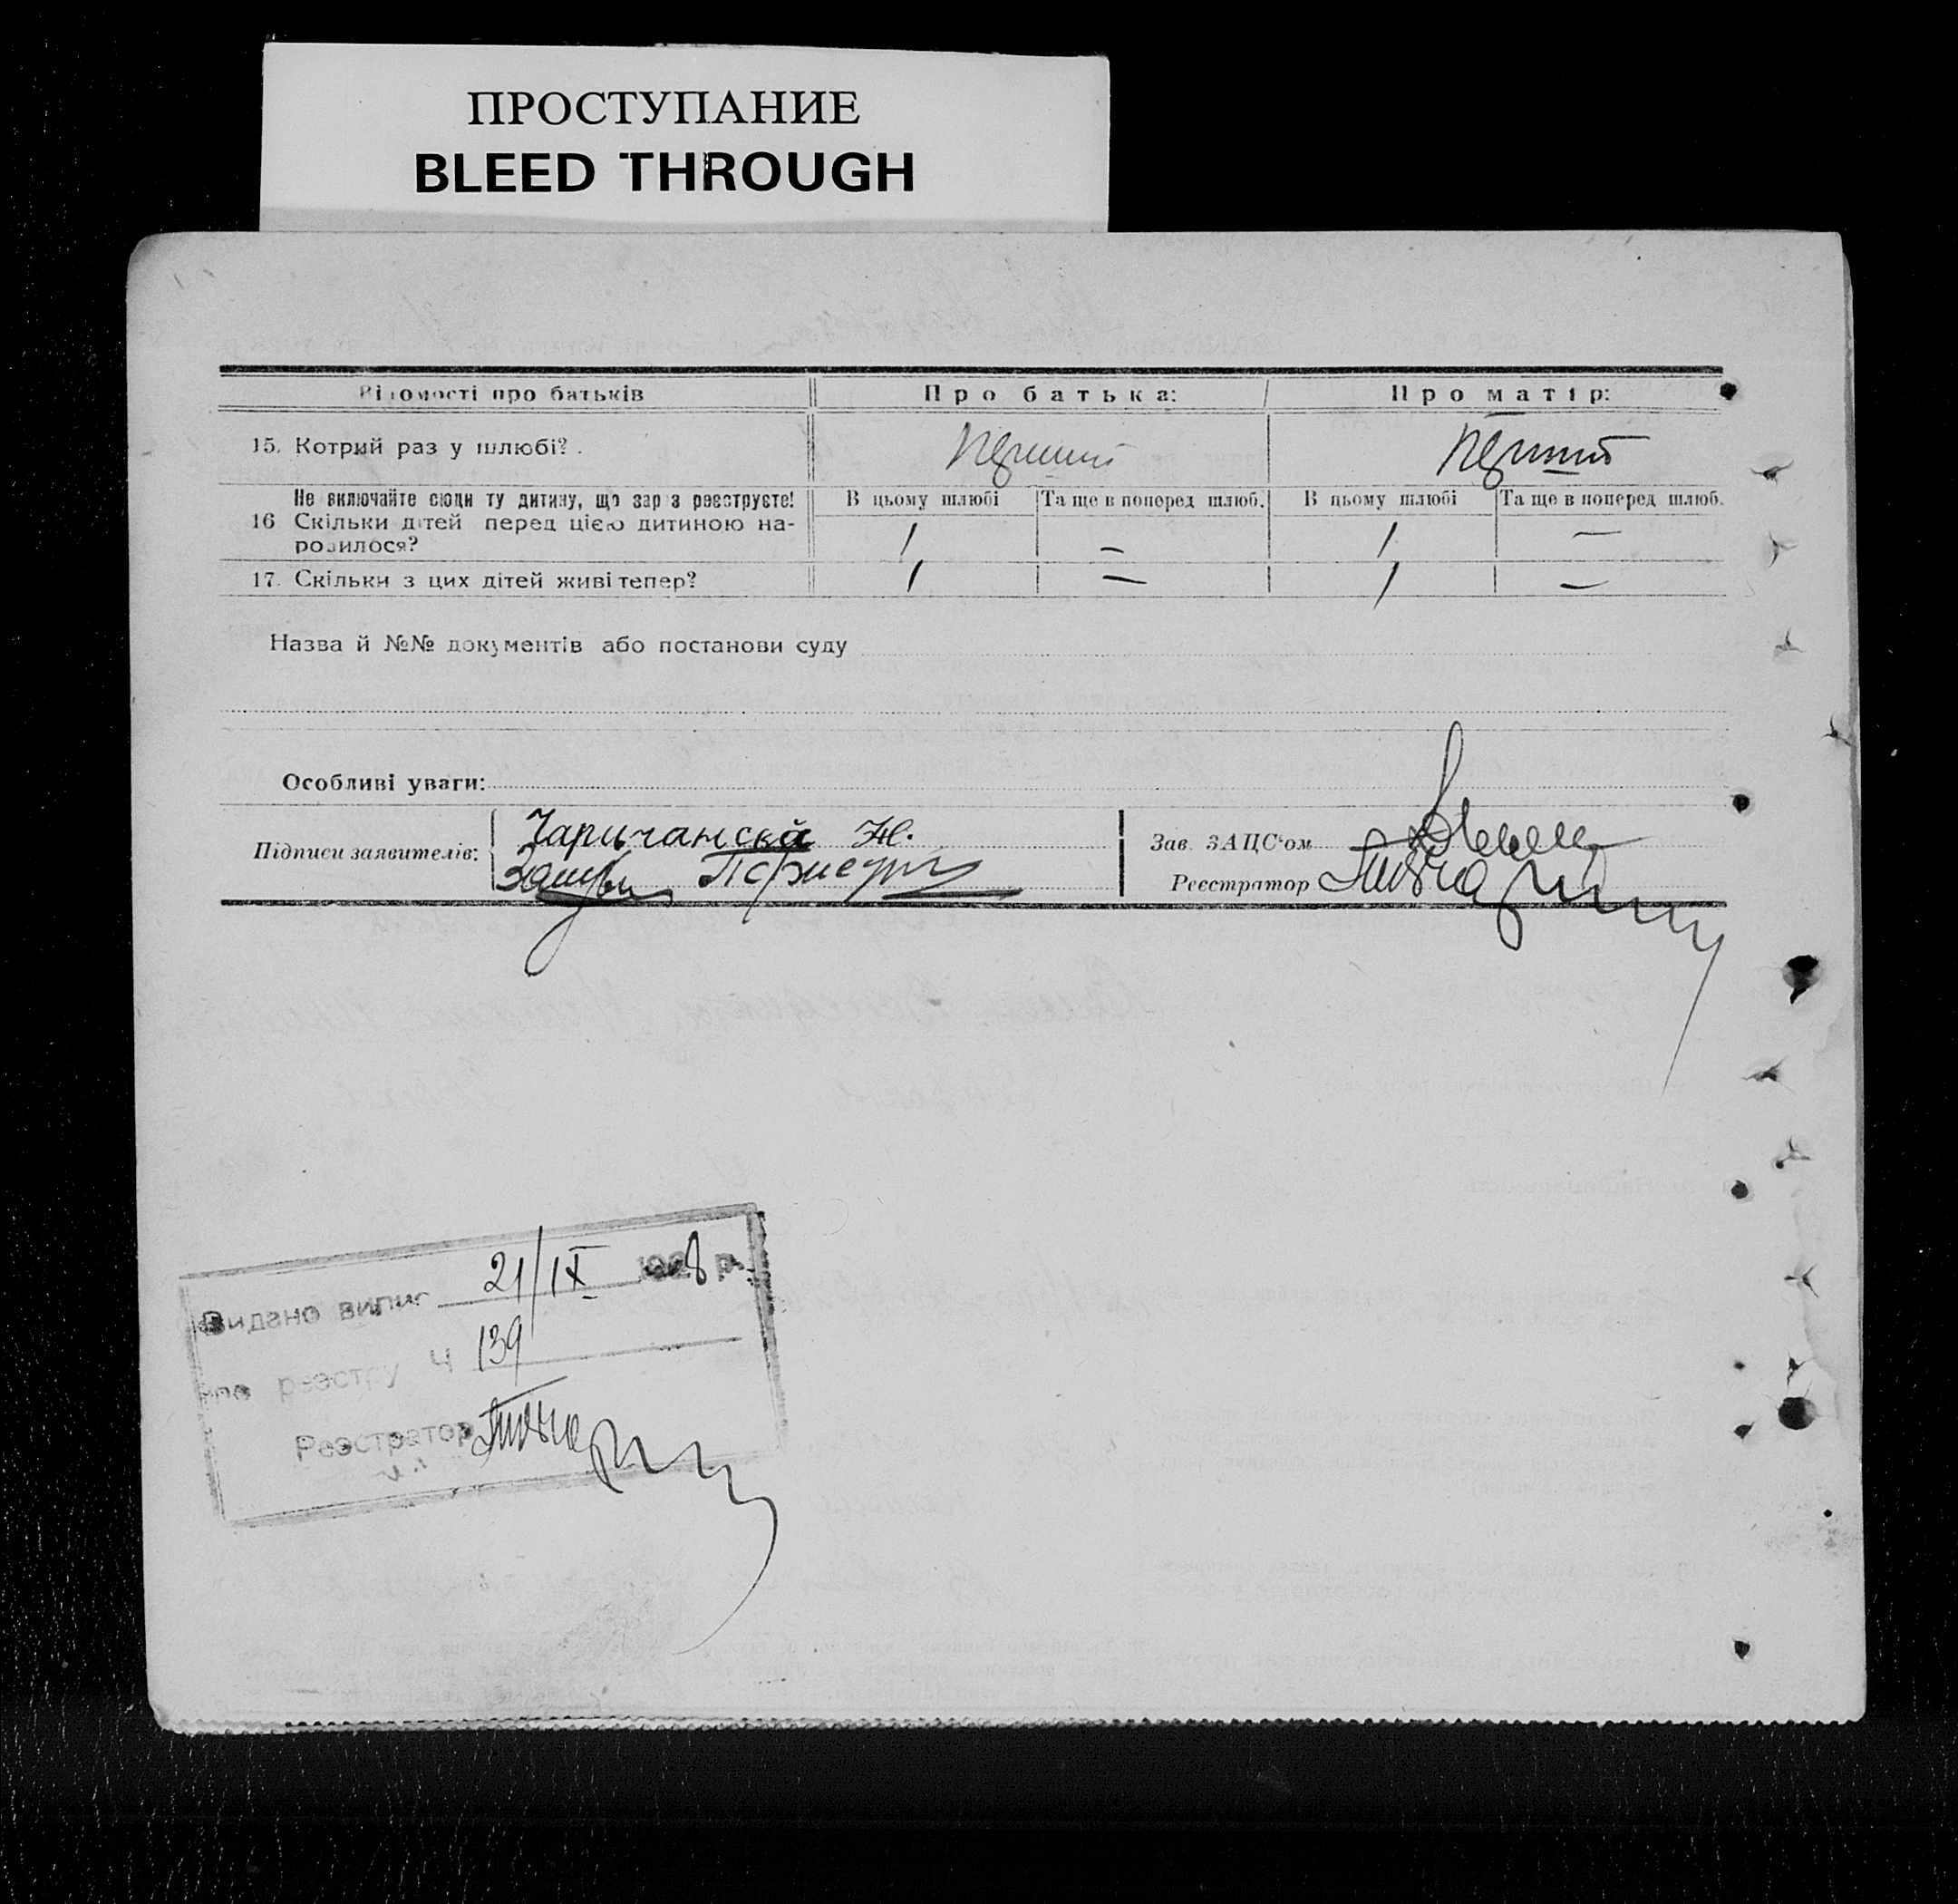 ПРОСТУПАНИЕ
BLEED THROUGH
Відомості про батьків Про батька: Про матір:
15. Котрий раз у шлюбі? . перший перший
Не включайте сюди ту дитину, що зараз реєструєте! В цьому шлюбі Та ще в поперед шлюб. В цьому шлюбі Та ще в поперед шлюб.
16 Скільки дітей перед цією дитиною на-
родилося? 1 – 1 –
17. Скільки з цих дітей живі тепер? 1 – 1 –
Назва й №№ документів або постанови суду
Особливі уваги:
Підписи заявителів: Чаричанська Ж. Зав. ЗАЦС'ом
Реєстратор
21/IX 1928 р.
Видано випис
по реєстру Ч 139
Реєстратор